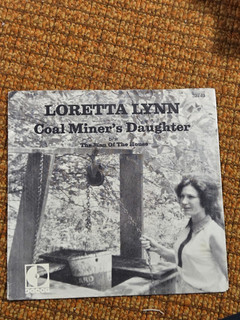 LORETTA LYNN
Coal Miner's Daughter
b/w
The Man Of The House